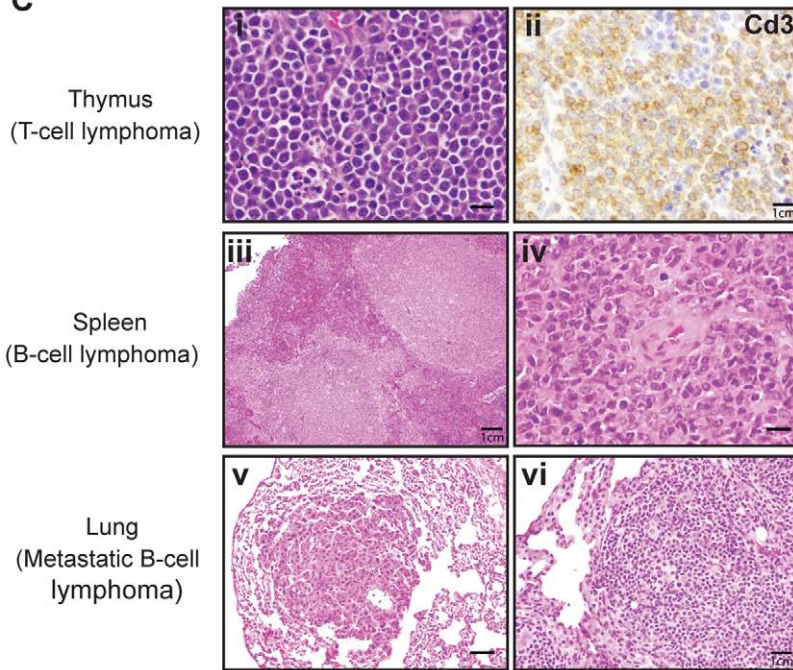 C
i
ii
Cd3
Thymus
(T-cell lymphoma)
1cm
iii
iv
Spleen
(B-cell lymphoma)
1cm
v
vi
Lung
(Metastatic B-cell
lymphoma)
1cm